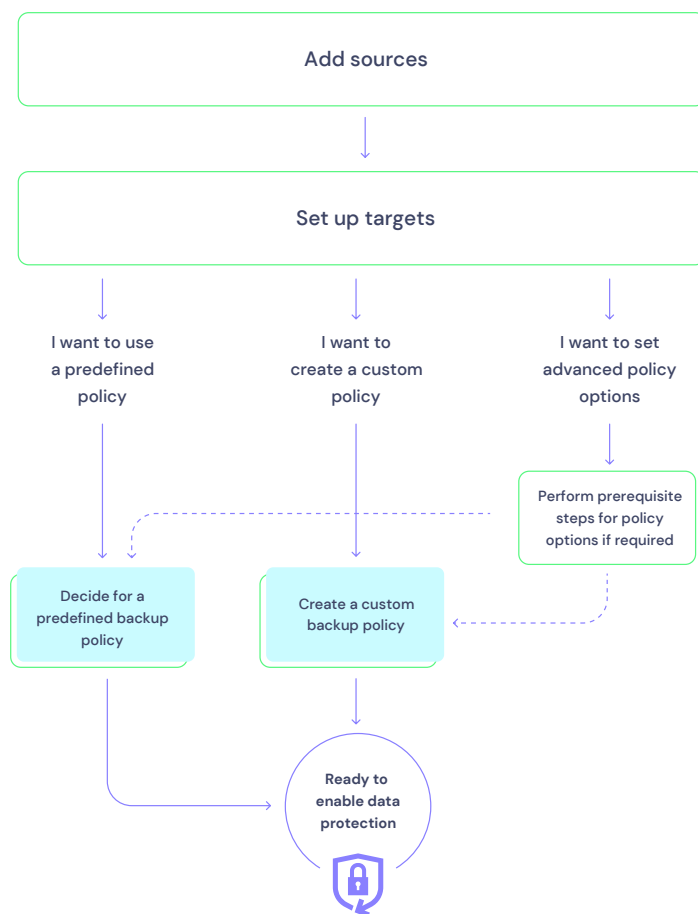 Add sources
Set up targets
I want to use
a predefined
policy
I want to
create a custom
policy
I want to set
advanced policy
options
Perform prerequisite
steps for policy
options if required
Decide for a
predefined backup
policy
Create a custom
backup policy
Ready to
enable data
protection